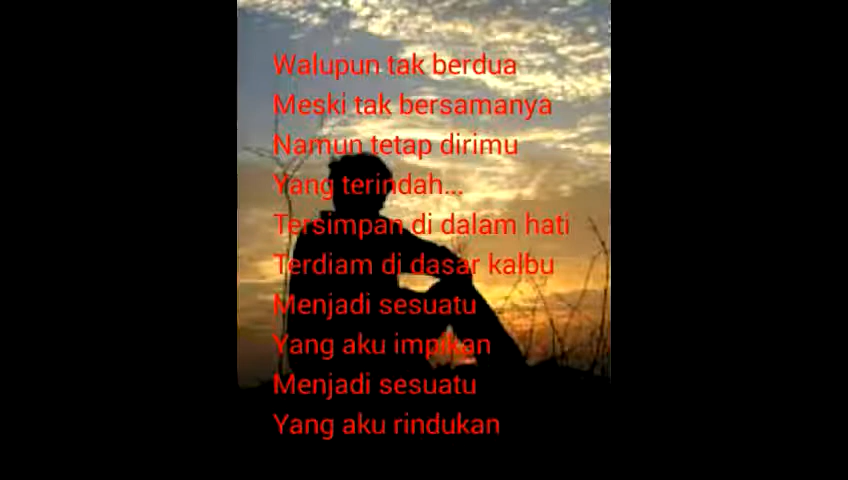 Walupun tak berdua
Meski tak bersamanya
Namun tetap dirimu
Yang terindah...
Tersimpan di dalam hati
Terdiam di dasar kalbu
Menjadi sesuatu
Yang aku impikan
Menjadi sesuatu
Yang aku rindukan